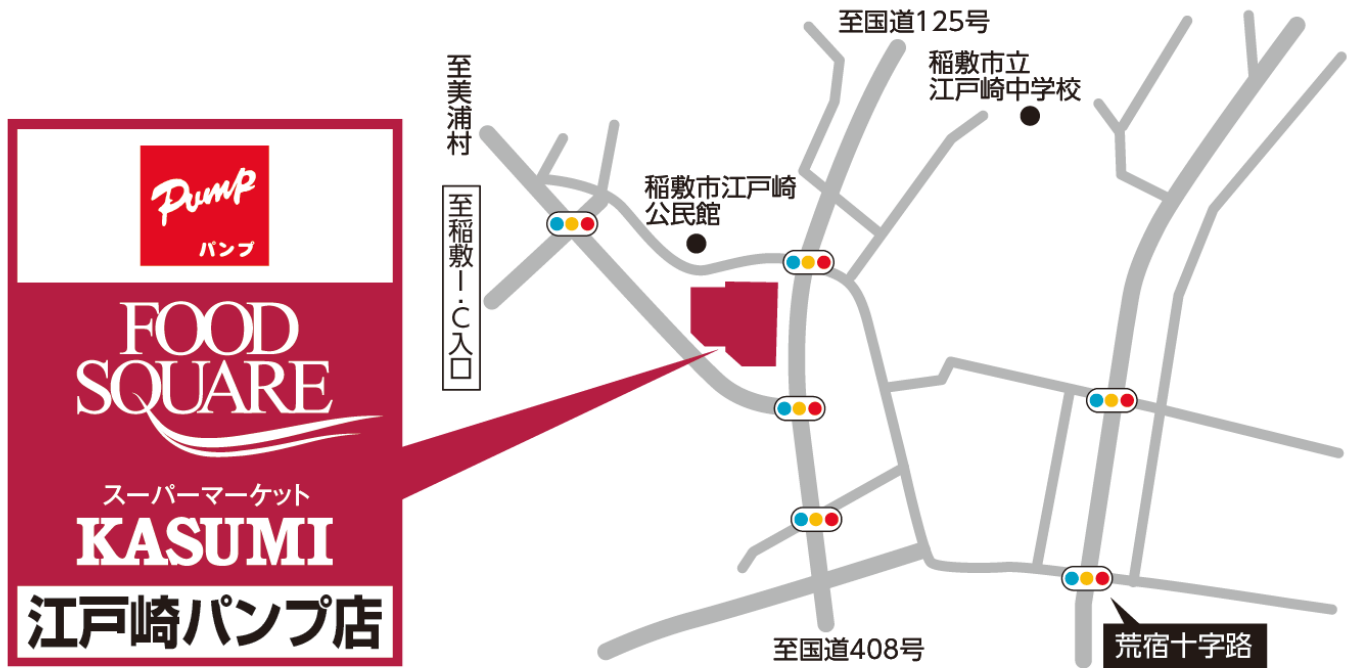 Pump
パンプ
FOOD
SQUARE
スーパーマーケット
KASUMI
江戸崎パンプ店
至美浦村
至稲敷I・C入口
至国道125号
稲敷市立
江戸崎中学校
稲敷市江戸崎
公民館
至国道408号
荒宿十字路